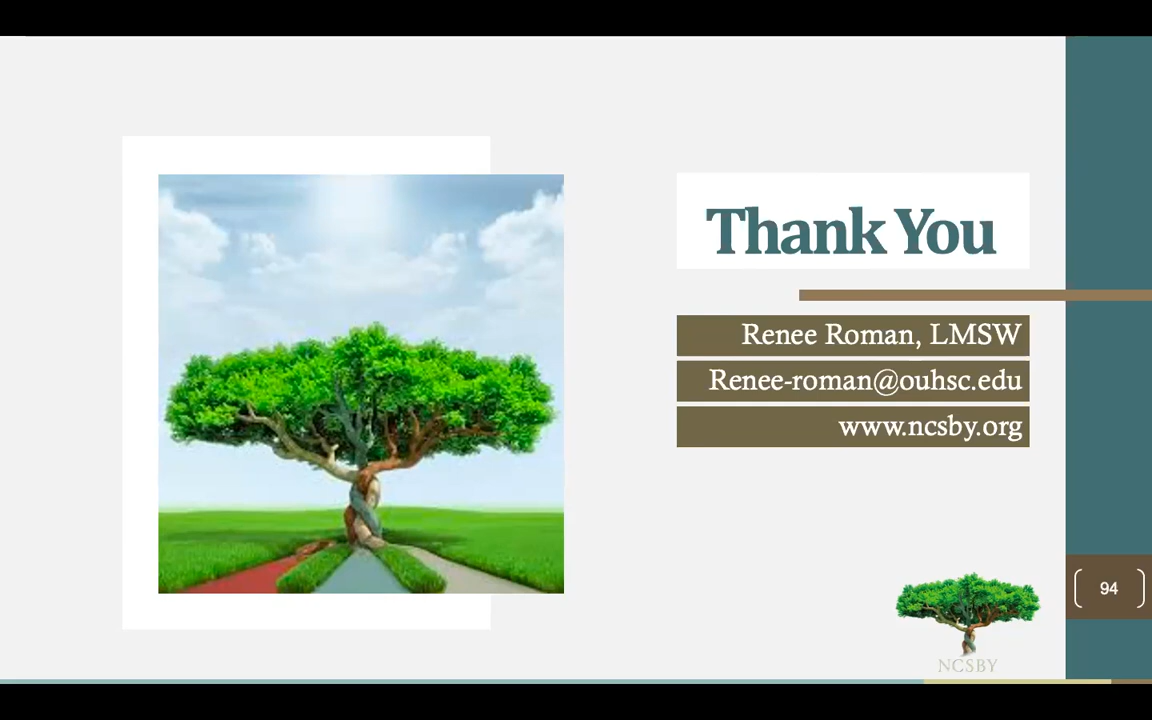 Thank You
Renee Roman, LMSW
Renee-roman@ouhsc.edu
www.ncsby.org
94
NCSBY